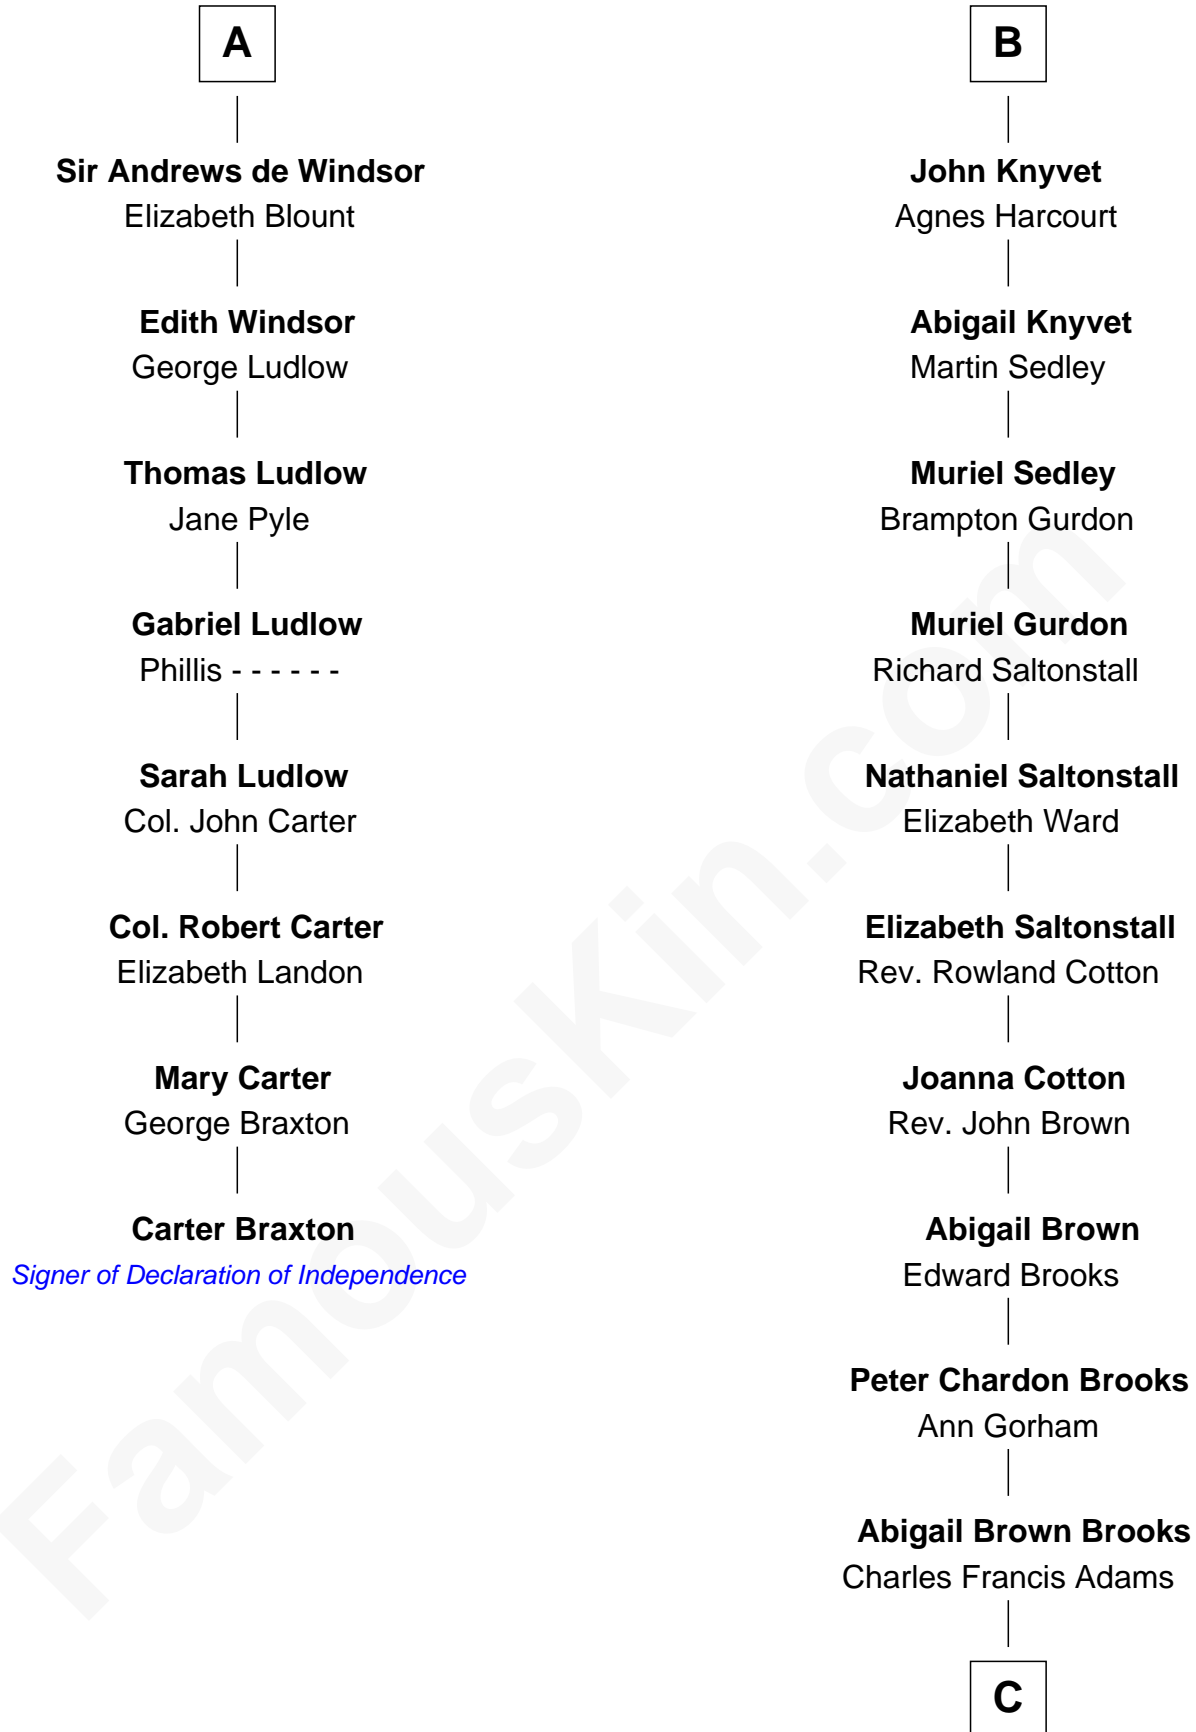 A
Sir Andrews de Windsor
Elizabeth Blount
Edith Windsor
George Ludlow
Thomas Ludlow
Jane Pyle
Gabriel Ludlow
Phillis - - - - - -
Sarah Ludlow
Col. John Carter
Col. Robert Carter
Elizabeth Landon
Mary Carter
George Braxton
Carter Braxton
Signer of Declaration of Independence
B
John Knyvet
Agnes Harcourt
Abigail Knyvet
Martin Sedley
Muriel Sedley
Brampton Gurdon
Muriel Gurdon
Richard Saltonstall
Nathaniel Saltonstall
Elizabeth Ward
Elizabeth Saltonstall
Rev. Rowland Cotton
Joanna Cotton
Rev. John Brown
Abigail Brown
Edward Brooks
Peter Chardon Brooks
Ann Gorham
Abigail Brown Brooks
Charles Francis Adams
C
FamousKin.com